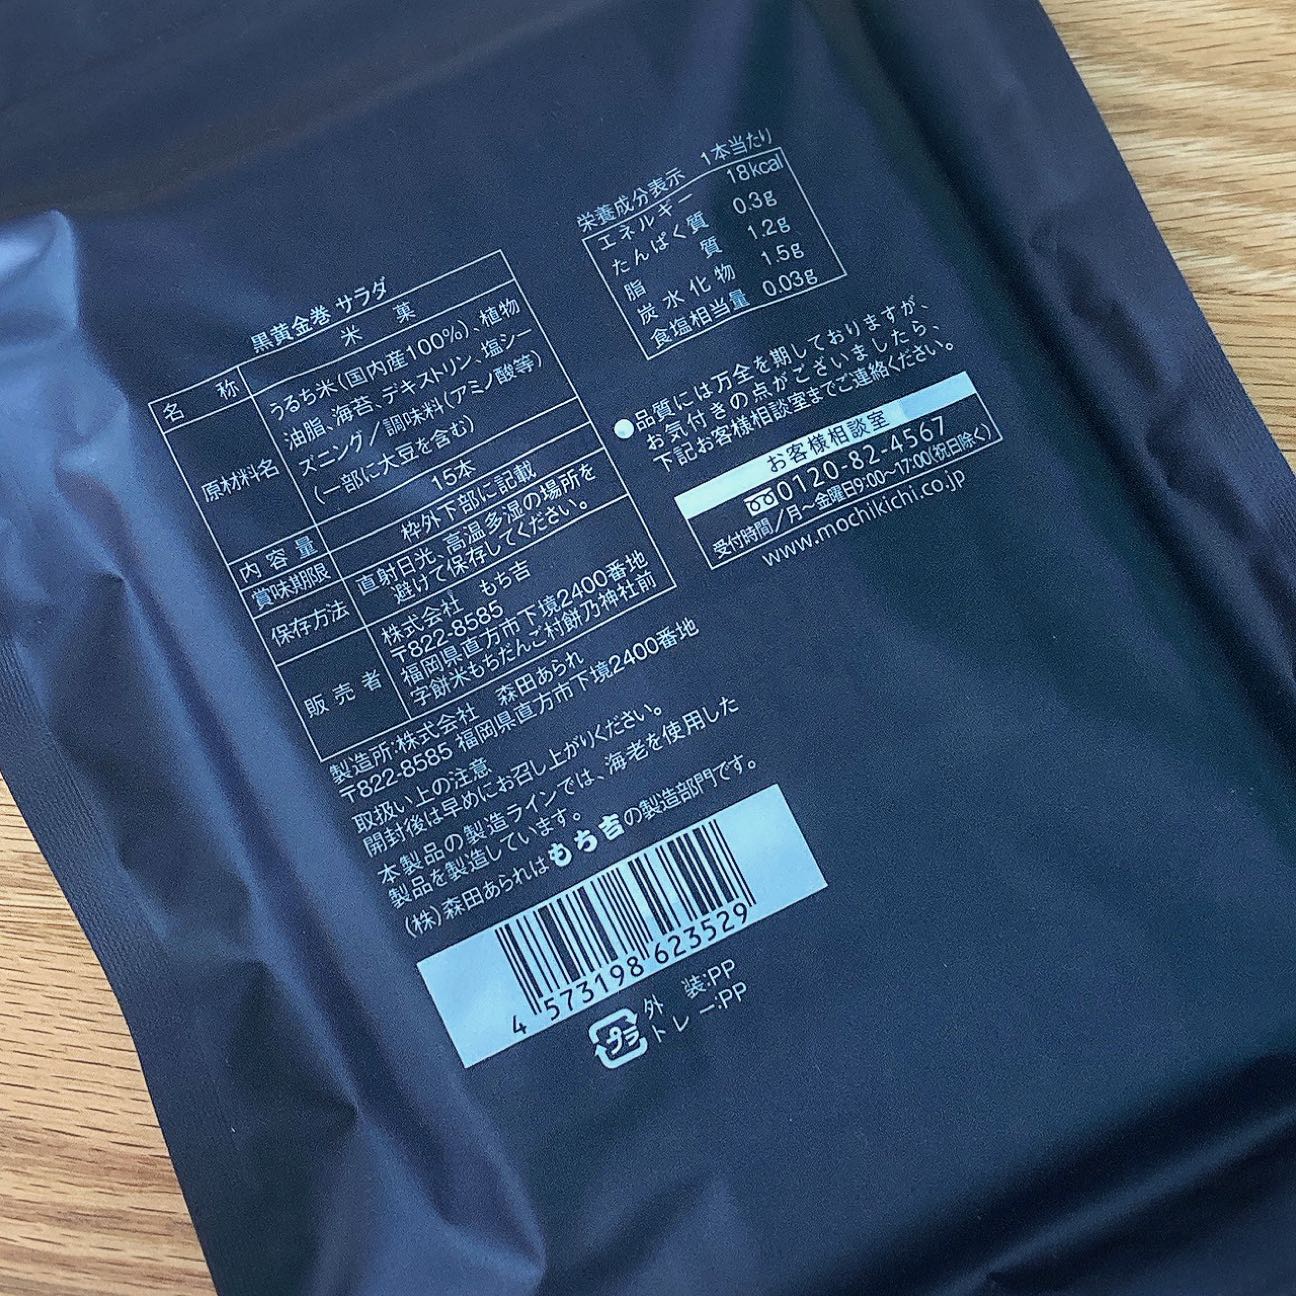 黒黄金巻 サラダ
名称 米菓
原材料名 うるち米(国内産100%)、植物
油脂、海苔、デキストリン、塩シー
ズニング/調味料(アミノ酸等)
(一部に大豆を含む)
内容量 15本
賞味期限 枠外下部に記載
保存方法 直射日光、高温多湿の場所を
避けて保存してください。
販売者 株式会社 もち吉
〒822-8585
福岡県直方市下境2400番地
字餅米もちだんご村餅乃神社前
製造所:株式会社 森田あられ
〒822-8585 福岡県直方市下境2400番地
取扱い上の注意
開封後は早めにお召し上がりください。
本製品の製造ラインでは、海老を使用した
製品を製造しています。
(株)森田あられはもち吉の製造部門です。
4 573198 623529
プラ
外 装:PP
トレー:PP
栄養成分表示 1本当たり
エネルギー 18kcal
たんぱく質 0.3g
脂質 1.2g
炭水化物 1.5g
食塩相当量 0.03g
●品質には万全を期しておりますが、
お気付きの点がございましたら、
下記お客様相談室までご連絡ください。
お客様相談室
0120-82-4567
受付時間/月〜金曜日9:00〜17:00(祝日除く)
www.mochikichi.co.jp